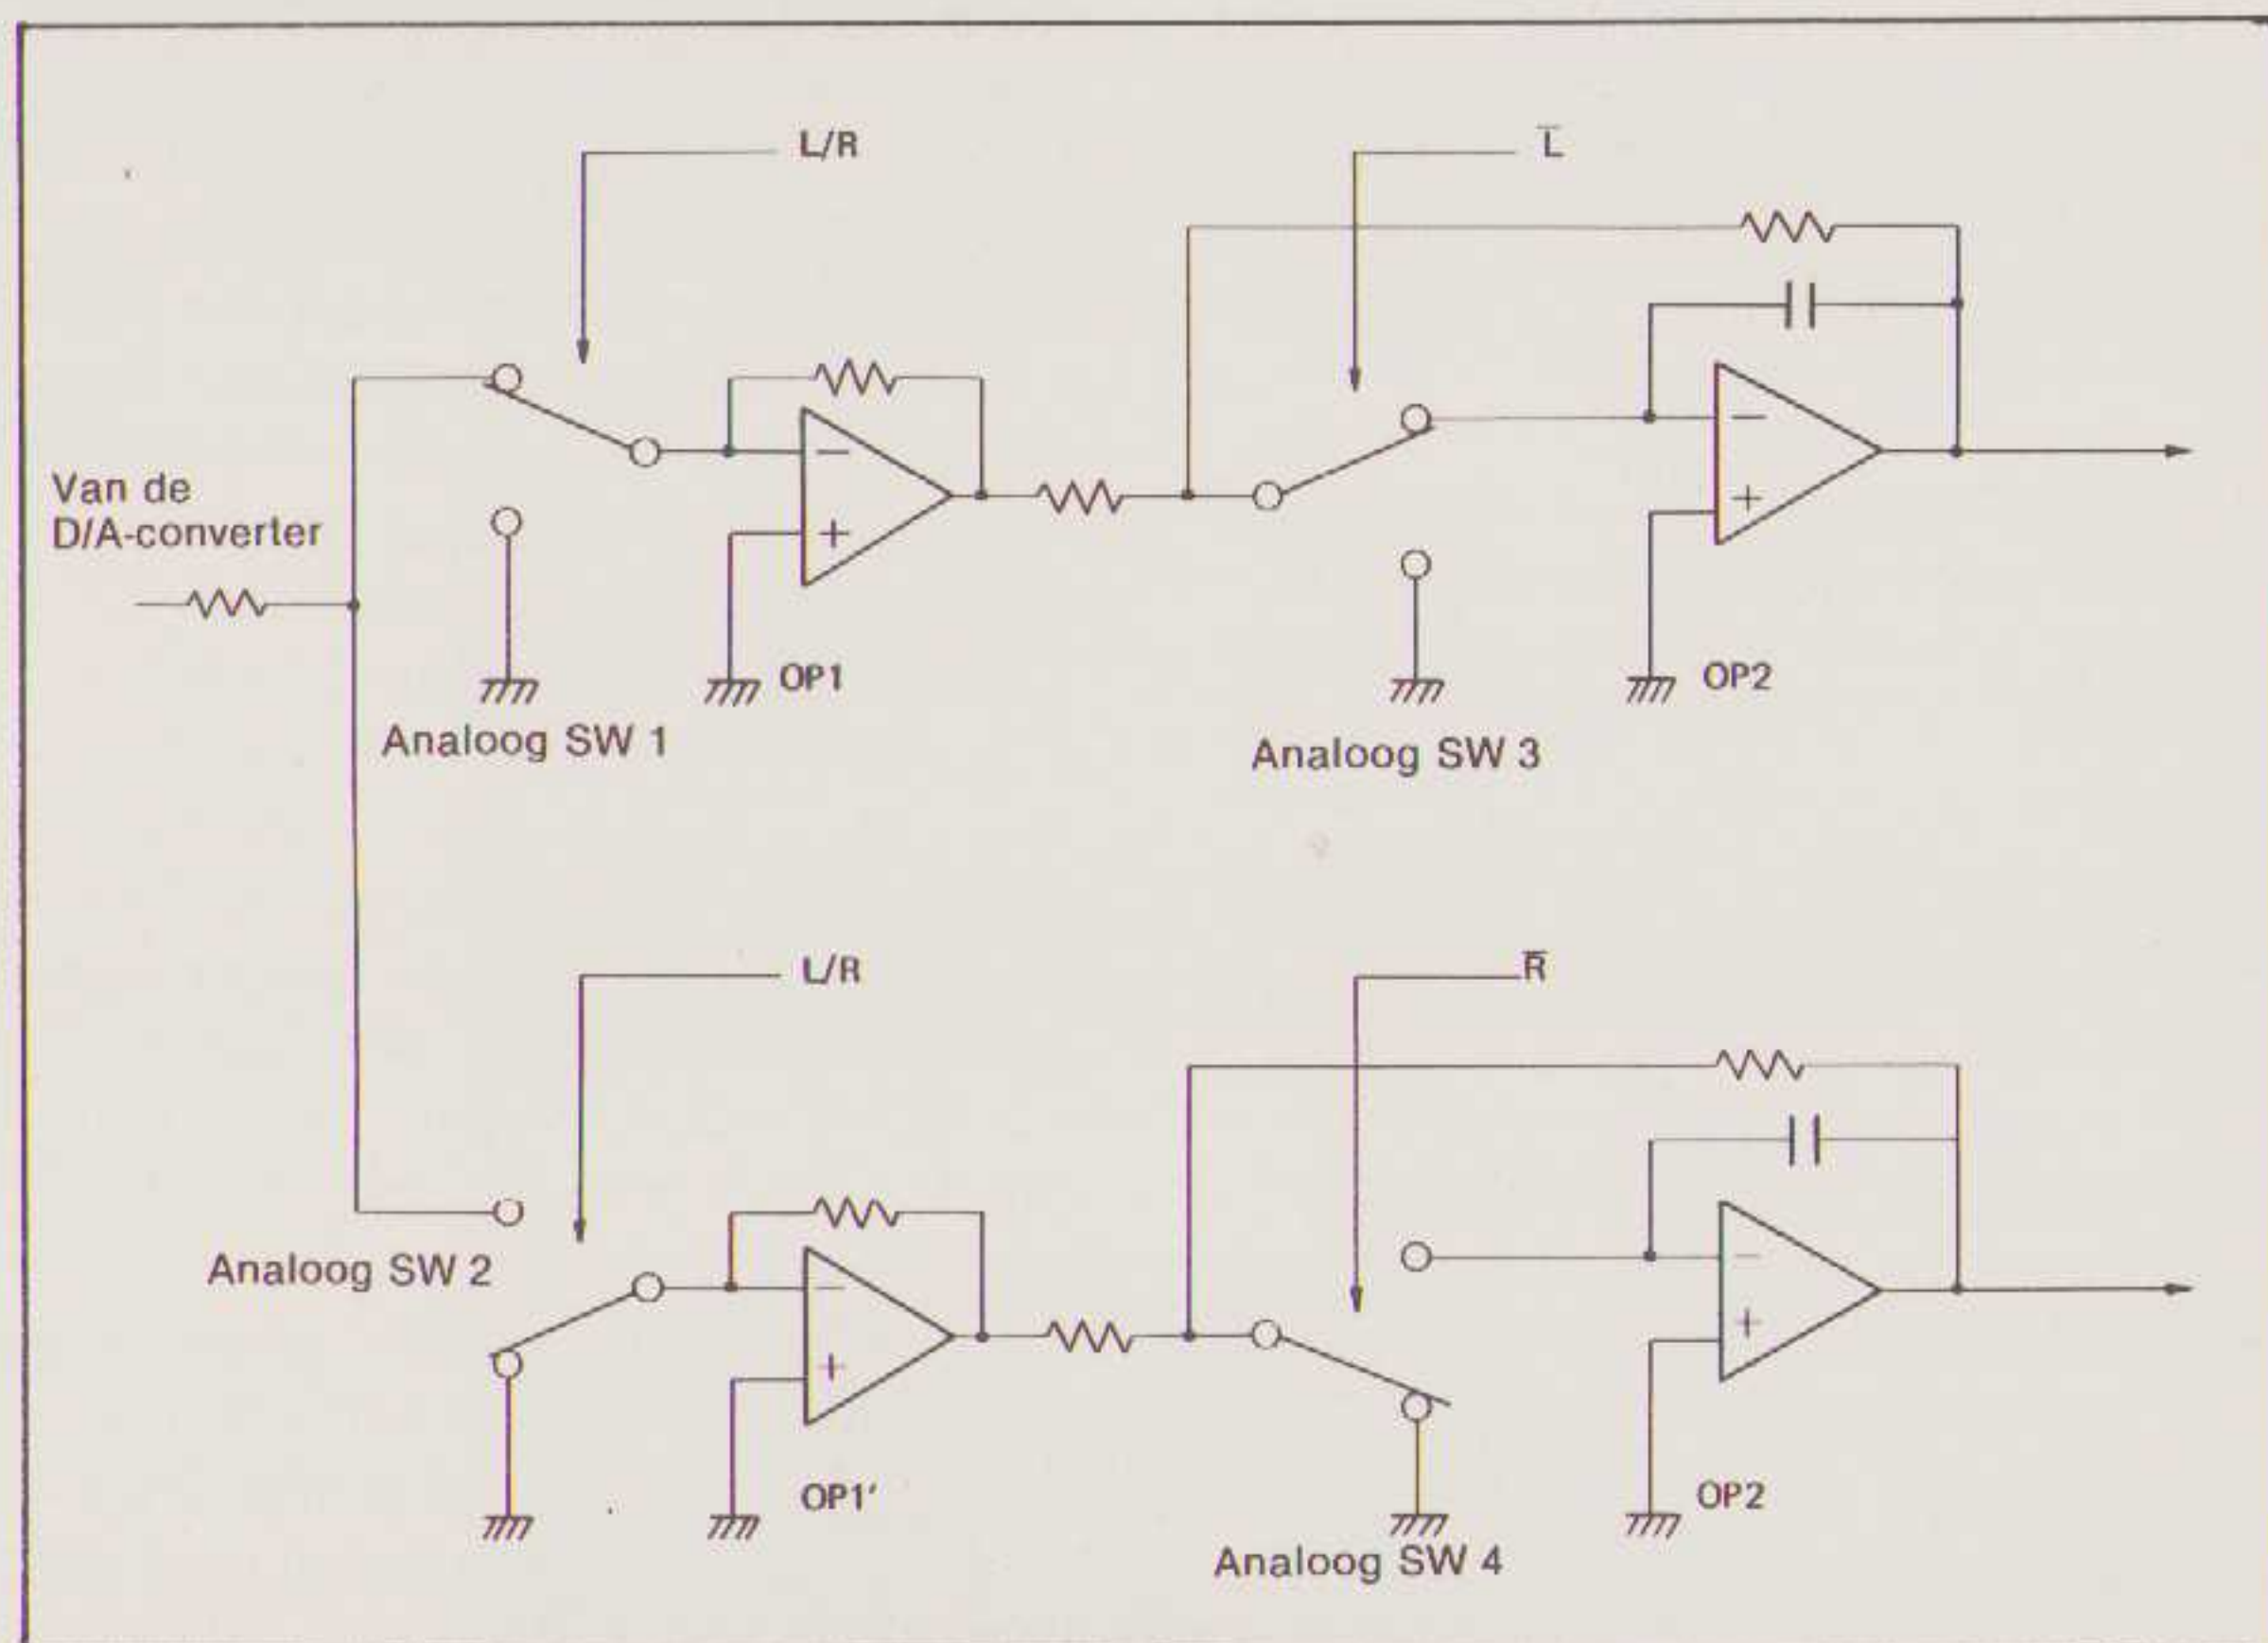 L/R
L̅
Van de
D/A-converter
−
+
−
+
OP1
OP2
Analoog SW 1
Analoog SW 3
L/R
R̅
Analoog SW 2
−
+
−
+
OP1′
OP2
Analoog SW 4